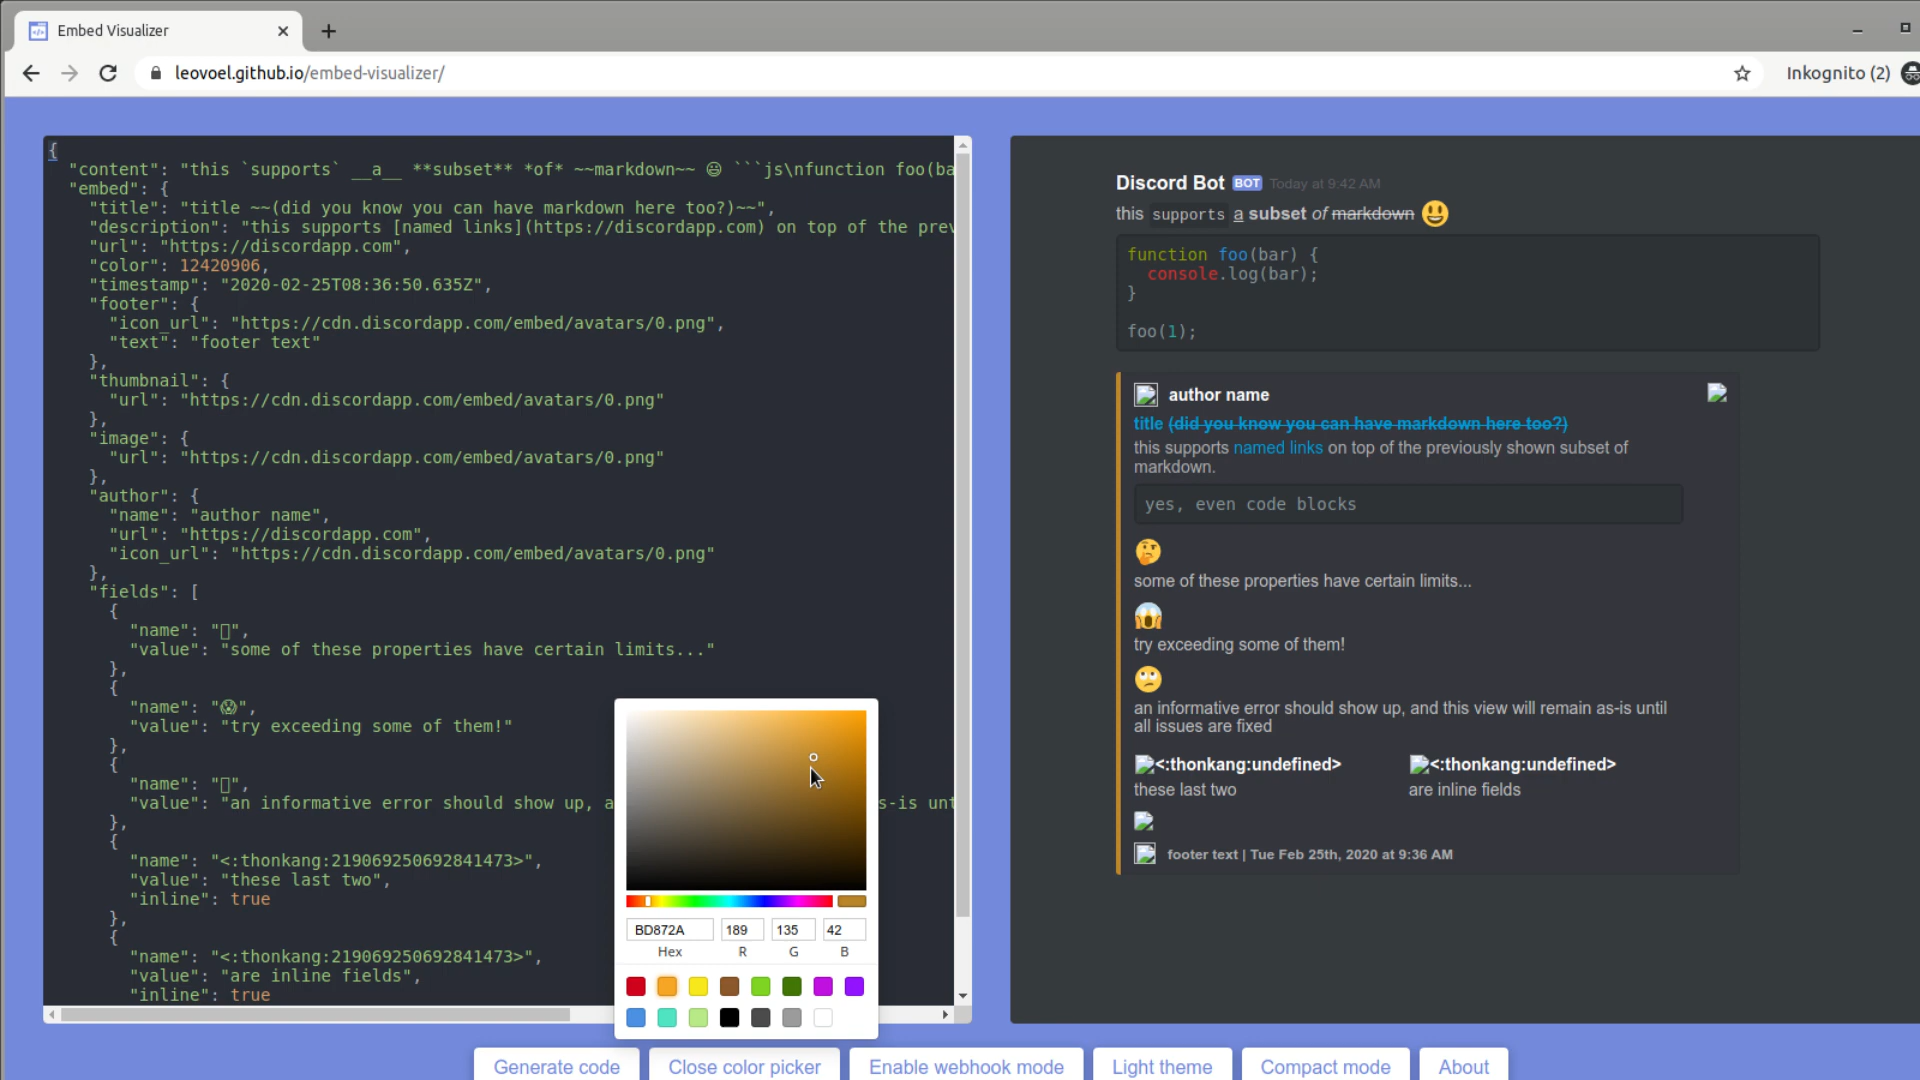 Embed Visualizer
leovoel.github.io/embed-visualizer/
Inkognito (2)
{
"content": "this `supports` __a__ **subset** *of* ~~markdown~~ 😃 ```js\nfunction foo(ba
"embed": {
"title": "title ~~(did you know you can have markdown here too?)~~",
"description": "this supports [named links](https://discordapp.com) on top of the prev
"url": "https://discordapp.com",
"color": 12420906,
"timestamp": "2020-02-25T08:36:50.635Z",
"footer": {
"icon_url": "https://cdn.discordapp.com/embed/avatars/0.png",
"text": "footer text"
},
"thumbnail": {
"url": "https://cdn.discordapp.com/embed/avatars/0.png"
},
"image": {
"url": "https://cdn.discordapp.com/embed/avatars/0.png"
},
"author": {
"name": "author name",
"url": "https://discordapp.com",
"icon_url": "https://cdn.discordapp.com/embed/avatars/0.png"
},
"fields": [
{
"name": "▯",
"value": "some of these properties have certain limits..."
},
{
"name": "😱",
"value": "try exceeding some of them!"
},
{
"name": "▯",
"value": "an informative error should show up, a s-is unt
},
{
"name": "<:thonkang:219069250692841473>",
"value": "these last two",
"inline": true
},
{
"name": "<:thonkang:219069250692841473>",
"value": "are inline fields",
"inline": true
BD872A 189 135 42
Hex R G B
Discord Bot BOT Today at 9:42 AM
this supports a subset of markdown 😃
function foo(bar) {
console.log(bar);
}
foo(1);
author name
title (did you know you can have markdown here too?)
this supports named links on top of the previously shown subset of
markdown.
yes, even code blocks
🤔
some of these properties have certain limits...
😱
try exceeding some of them!
🙄
an informative error should show up, and this view will remain as-is until
all issues are fixed
<:thonkang:undefined> <:thonkang:undefined>
these last two are inline fields
footer text | Tue Feb 25th, 2020 at 9:36 AM
Generate code Close color picker Enable webhook mode Light theme Compact mode About